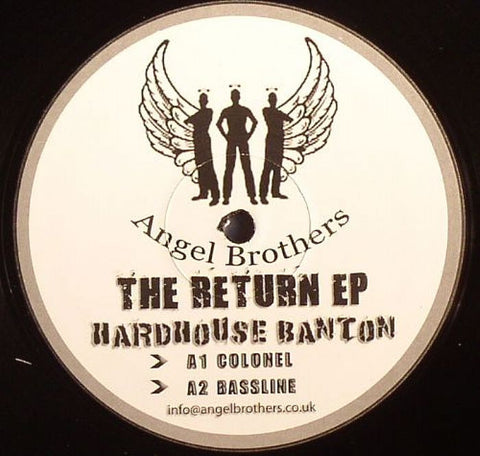 Angel Brothers
THE RETURN EP
HARDHOUSE BANTON
> A1 COLONEL
> A2 BASSLINE
info@angelbrothers.co.uk